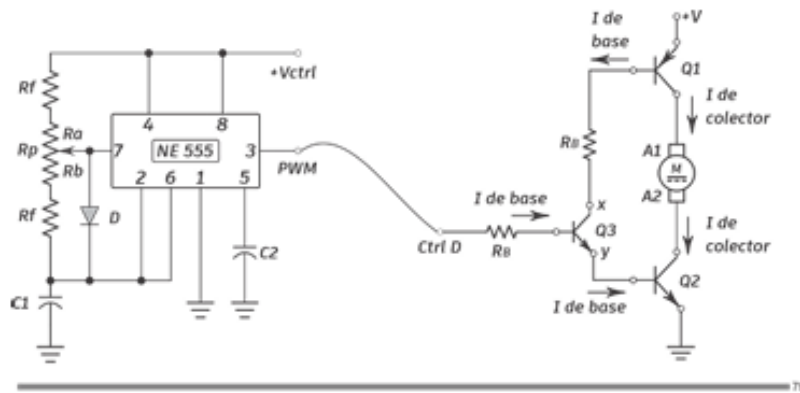 I de
base
+V
+Vctrl
Q1
Rf
I de
colector
4
8
Ra
Rp
7
NE 555
3
RB
A1
Rb
PWM
M
2
6
1
5
I de base
A2
x
Rf
D
I de
colector
Q3
C2
Ctrl D
RB
y
Q2
C1
I de base